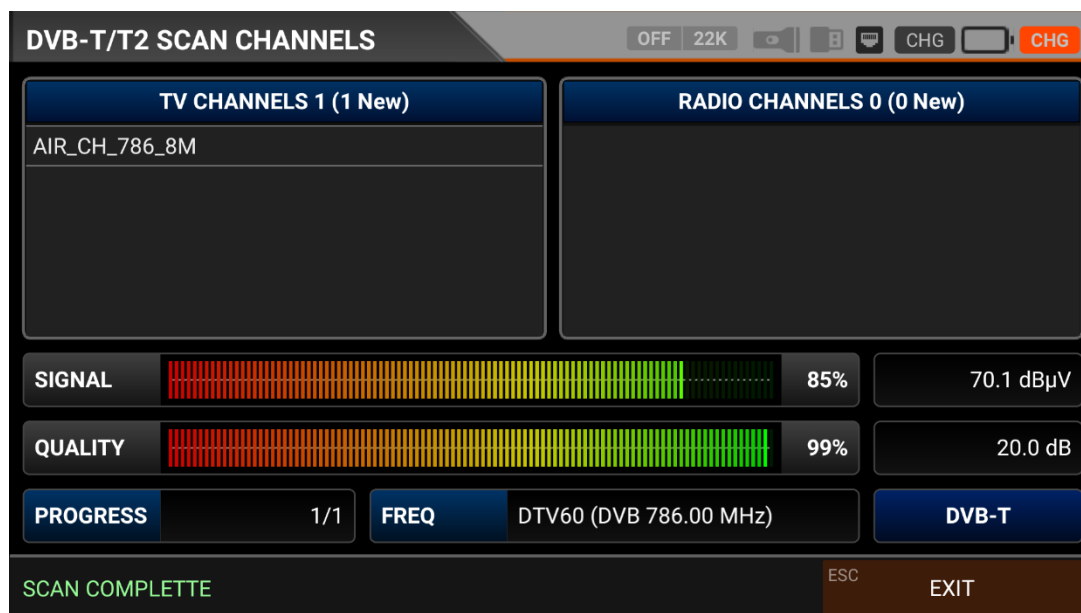 DVB-T/T2 SCAN CHANNELS
OFF 22K CHG CHG
TV CHANNELS 1 (1 New)
RADIO CHANNELS 0 (0 New)
AIR_CH_786_8M
SIGNAL 85% 70.1 dBµV
QUALITY 99% 20.0 dB
PROGRESS 1/1 FREQ DTV60 (DVB 786.00 MHz) DVB-T
SCAN COMPLETTE
ESC EXIT